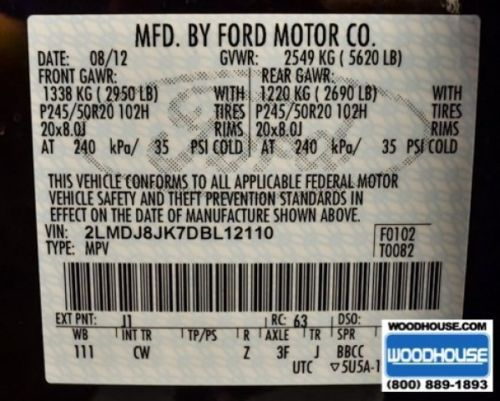 MFD. BY FORD MOTOR CO.
DATE: 08/12 GVWR: 2549 KG ( 5620 LB)
FRONT GAWR: REAR GAWR:
1338 KG ( 2950 LB) WITH 1220 KG ( 2690 LB) WITH
P245/50R20 102H TIRES P245/50R20 102H TIRES
20x8.0J RIMS 20x8.0J RIMS
AT 240 kPa/ 35 PSI COLD AT 240 kPa/ 35 PSI COLD
Ford
THIS VEHICLE CONFORMS TO ALL APPLICABLE FEDERAL MOTOR
VEHICLE SAFETY AND THEFT PREVENTION STANDARDS IN
EFFECT ON THE DATE OF MANUFACTURE SHOWN ABOVE.
VIN: 2LMDJ8JK7DBL12110 F0102
TYPE: MPV T0082
EXT PNT: J1 RC: 63 DSO:
WB INT TR TP/PS R AXLE TR SPR
111 CW Z 3F J BBCC
UTC ▽5U5A-1
WOODHOUSE.COM
WOODHOUSE
(800) 889-1893